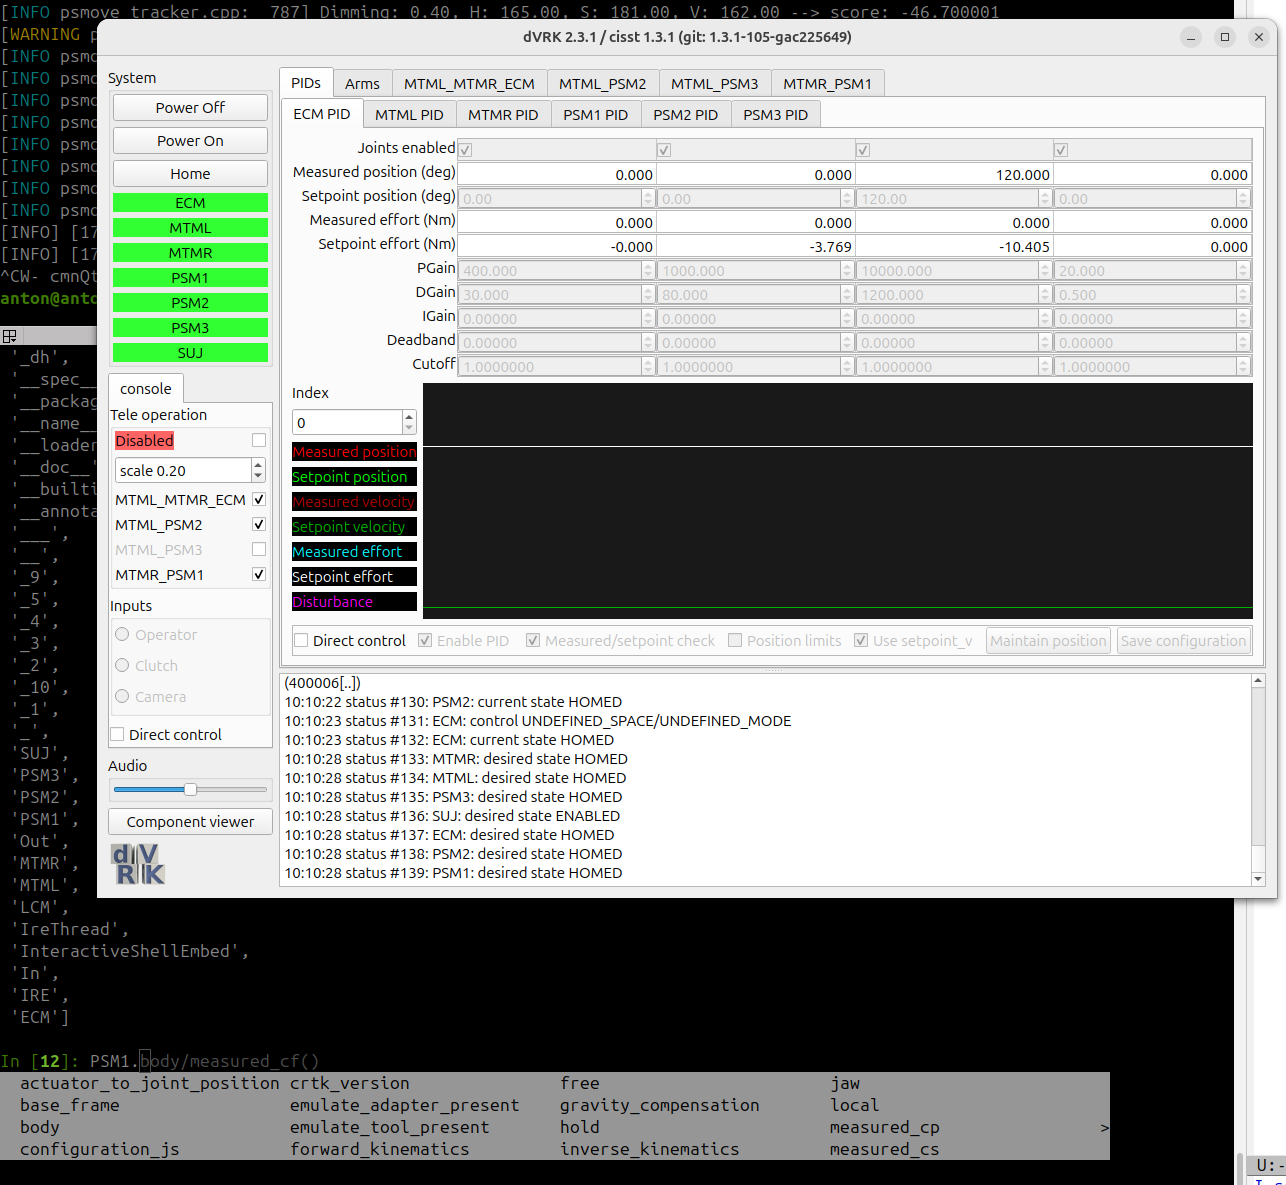 [INFO psmove_tracker.cpp: 787] Dimming: 0.40, H: 165.00, S: 181.00, V: 162.00 --> score: -46.700001
[WARNING p
[INFO psmo
[INFO psmo
[INFO psmo
[INFO psmo
[INFO psmo
[INFO psmo
[INFO psmo
[INFO psmo
[INFO] [17
[INFO] [17
^CW- cmnQt
anton@anto
dVRK 2.3.1 / cisst 1.3.1 (git: 1.3.1-105-gac225649)
System
Power Off
Power On
Home
ECM
MTML
MTMR
PSM1
PSM2
PSM3
SUJ
console
Tele operation
Disabled
scale 0.20
MTML_MTMR_ECM
MTML_PSM2
MTML_PSM3
MTMR_PSM1
Inputs
Operator
Clutch
Camera
Direct control
Audio
Component viewer
dVRK
PIDs Arms MTML_MTMR_ECM MTML_PSM2 MTML_PSM3 MTMR_PSM1
ECM PID MTML PID MTMR PID PSM1 PID PSM2 PID PSM3 PID
Joints enabled
Measured position (deg) 0.000 0.000 120.000 0.000
Setpoint position (deg) 0.00 0.00 120.00 0.00
Measured effort (Nm) 0.000 0.000 0.000 0.000
Setpoint effort (Nm) -0.000 -3.769 -10.405 0.000
PGain 400.000 1000.000 10000.000 20.000
DGain 30.000 80.000 1200.000 0.500
IGain 0.00000 0.00000 0.00000 0.00000
Deadband 0.00000 0.00000 0.00000 0.00000
Cutoff 1.0000000 1.0000000 1.0000000 1.0000000
Index
0
Measured position
Setpoint position
Measured velocity
Setpoint velocity
Measured effort
Setpoint effort
Disturbance
Direct control Enable PID Measured/setpoint check Position limits Use setpoint_v Maintain position Save configuration
(400006[..])
10:10:22 status #130: PSM2: current state HOMED
10:10:23 status #131: ECM: control UNDEFINED_SPACE/UNDEFINED_MODE
10:10:23 status #132: ECM: current state HOMED
10:10:28 status #133: MTMR: desired state HOMED
10:10:28 status #134: MTML: desired state HOMED
10:10:28 status #135: PSM3: desired state HOMED
10:10:28 status #136: SUJ: desired state ENABLED
10:10:28 status #137: ECM: desired state HOMED
10:10:28 status #138: PSM2: desired state HOMED
10:10:28 status #139: PSM1: desired state HOMED
'_dh',
'__spec__
'__packag
'__name__
'__loader
'__doc__'
'__builti
'__annota
'___',
'__',
'_9',
'_5',
'_4',
'_3',
'_2',
'_10',
'_1',
'_',
'SUJ',
'PSM3',
'PSM2',
'PSM1',
'Out',
'MTMR',
'MTML',
'LCM',
'IreThread',
'InteractiveShellEmbed',
'In',
'IRE',
'ECM']
In [12]: PSM1.body/measured_cf()
actuator_to_joint_position crtk_version free jaw
base_frame emulate_adapter_present gravity_compensation local
body emulate_tool_present hold measured_cp >
configuration_js forward_kinematics inverse_kinematics measured_cs
U:-